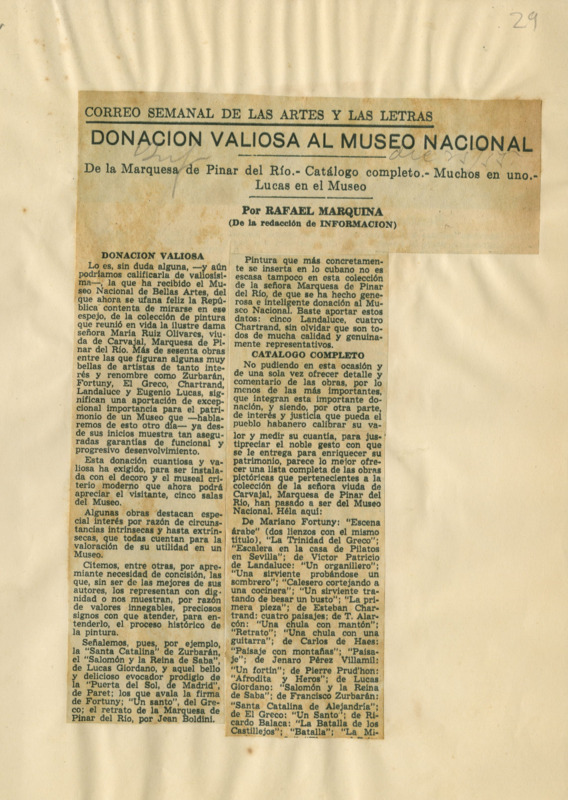 29
CORREO SEMANAL DE LAS ARTES Y LAS LETRAS
DONACION VALIOSA AL MUSEO NACIONAL
De la Marquesa de Pinar del Río.- Catálogo completo.- Muchos en uno.-
Lucas en el Museo
Por RAFAEL MARQUINA
(De la redacción de INFORMACION)
DONACION VALIOSA
Lo es, sin duda alguna, —y aún
podríamos calificarla de valiosísi-
ma—, la que ha recibido el Mu-
seo Nacional de Bellas Artes, del
que ahora se ufana feliz la Repú-
blica contenta de mirarse en ese
espejo, de la colección de pintura
que reunió en vida la ilustre dama
señora María Ruiz Olivares, viu-
da de Carvajal, Marquesa de Pi-
nar del Río. Más de sesenta obras
entre las que figuran algunas muy
bellas de artistas de tanto inte-
rés y renombre como Zurbarán,
Fortuny, El Greco, Chartrand,
Landaluce y Eugenio Lucas, sig-
nifican una aportación de excep-
cional importancia para el patri-
monio de un Museo que —habla-
remos de esto otro día— ya des-
de sus inicios muestra tan asegu-
radas garantías de funcional y
progresivo desenvolvimiento.
Esta donación cuantiosa y va-
liosa ha exigido, para ser instala-
da con el decoro y el museal cri-
terio moderno que ahora podrá
apreciar el visitante, cinco salas
del Museo.
Algunas obras destacan espe-
cial interés por razón de circuns-
tancias intrínsecas y hasta extrín-
secas, que todas cuentan para la
valoración de su utilidad en un
Museo.
Citemos, entre otras, por apre-
miante necesidad de concisión, las
que, sin ser de las mejores de sus
autores, los representan con dig-
nidad o nos muestran, por razón
de valores innegables, preciosos
signos con que atender, para en-
tenderlo, el proceso histórico de
la pintura.
Señalemos, pues, por ejemplo,
la "Santa Catalina" de Zurbarán,
el "Salomón y la Reina de Saba",
de Lucas Giordano, y aquel bello
y delicioso evocador prodigio de
la "Puerta del Sol, de Madrid",
de Paret; los que avala la firma
de Fortuny; "Un santo", del Gre-
co; el retrato de la Marquesa de
Pinar del Río, por Jean Boldini.
Pintura que más concretamen-
te se inserta en lo cubano no es
escasa tampoco en esta colección
de la señora Marquesa de Pinar
del Río, de que se ha hecho gene-
rosa e inteligente donación al Mu-
seo Nacional. Baste aportar estos
datos: cinco Landaluce, cuatro
Chartrand, sin olvidar que son to-
dos de mucha calidad y genuina-
mente representativos.
CATALOGO COMPLETO
No pudiendo en esta ocasión y
de una sola vez ofrecer detalle y
comentario de las obras, por lo
menos de las más importantes,
que integran esta importante do-
nación, y siendo, por otra parte,
de interés y justicia que pueda el
pueblo habanero calibrar su va-
lor y medir su cuantía, para jus-
tipreciar el noble gesto con que
se le entrega para enriquecer su
patrimonio, parece lo mejor ofre-
cer una lista completa de las obras
pictóricas que pertenecientes a la
colección de la señora viuda de
Carvajal, Marquesa de Pinar del
Río, han pasado a ser del Museo
Nacional. Héla aquí:
De Mariano Fortuny: "Escena
árabe" (dos lienzos con el mismo
título), "La Trinidad del Greco";
"Escalera en la casa de Pilatos
en Sevilla"; de Víctor Patricio
de Landaluce: "Un organillero";
"Una sirviente probándose un
sombrero"; "Calesero cortejando a
una cocinera"; "Un sirviente tra-
tando de besar un busto"; "La pri-
mera pieza"; de Esteban Char-
trand: cuatro paisajes; de T. Alar-
cón: "Una chula con mantón";
"Retrato"; "Una chula con una
guitarra"; de Carlos de Haes:
"Paisaje con montañas"; "Paisa-
je"; de Jenaro Pérez Villamil:
"Un fortín"; de Pierre Prud'hon:
"Afrodita y Heros"; de Lucas
Giordano: "Salomón y la Reina
de Saba"; de Francisco Zurbarán:
"Santa Catalina de Alejandría";
de El Greco: "Un Santo"; de Ri-
cardo Balaca: "La Batalla de los
Castillejos"; "Batalla"; "La Mi-